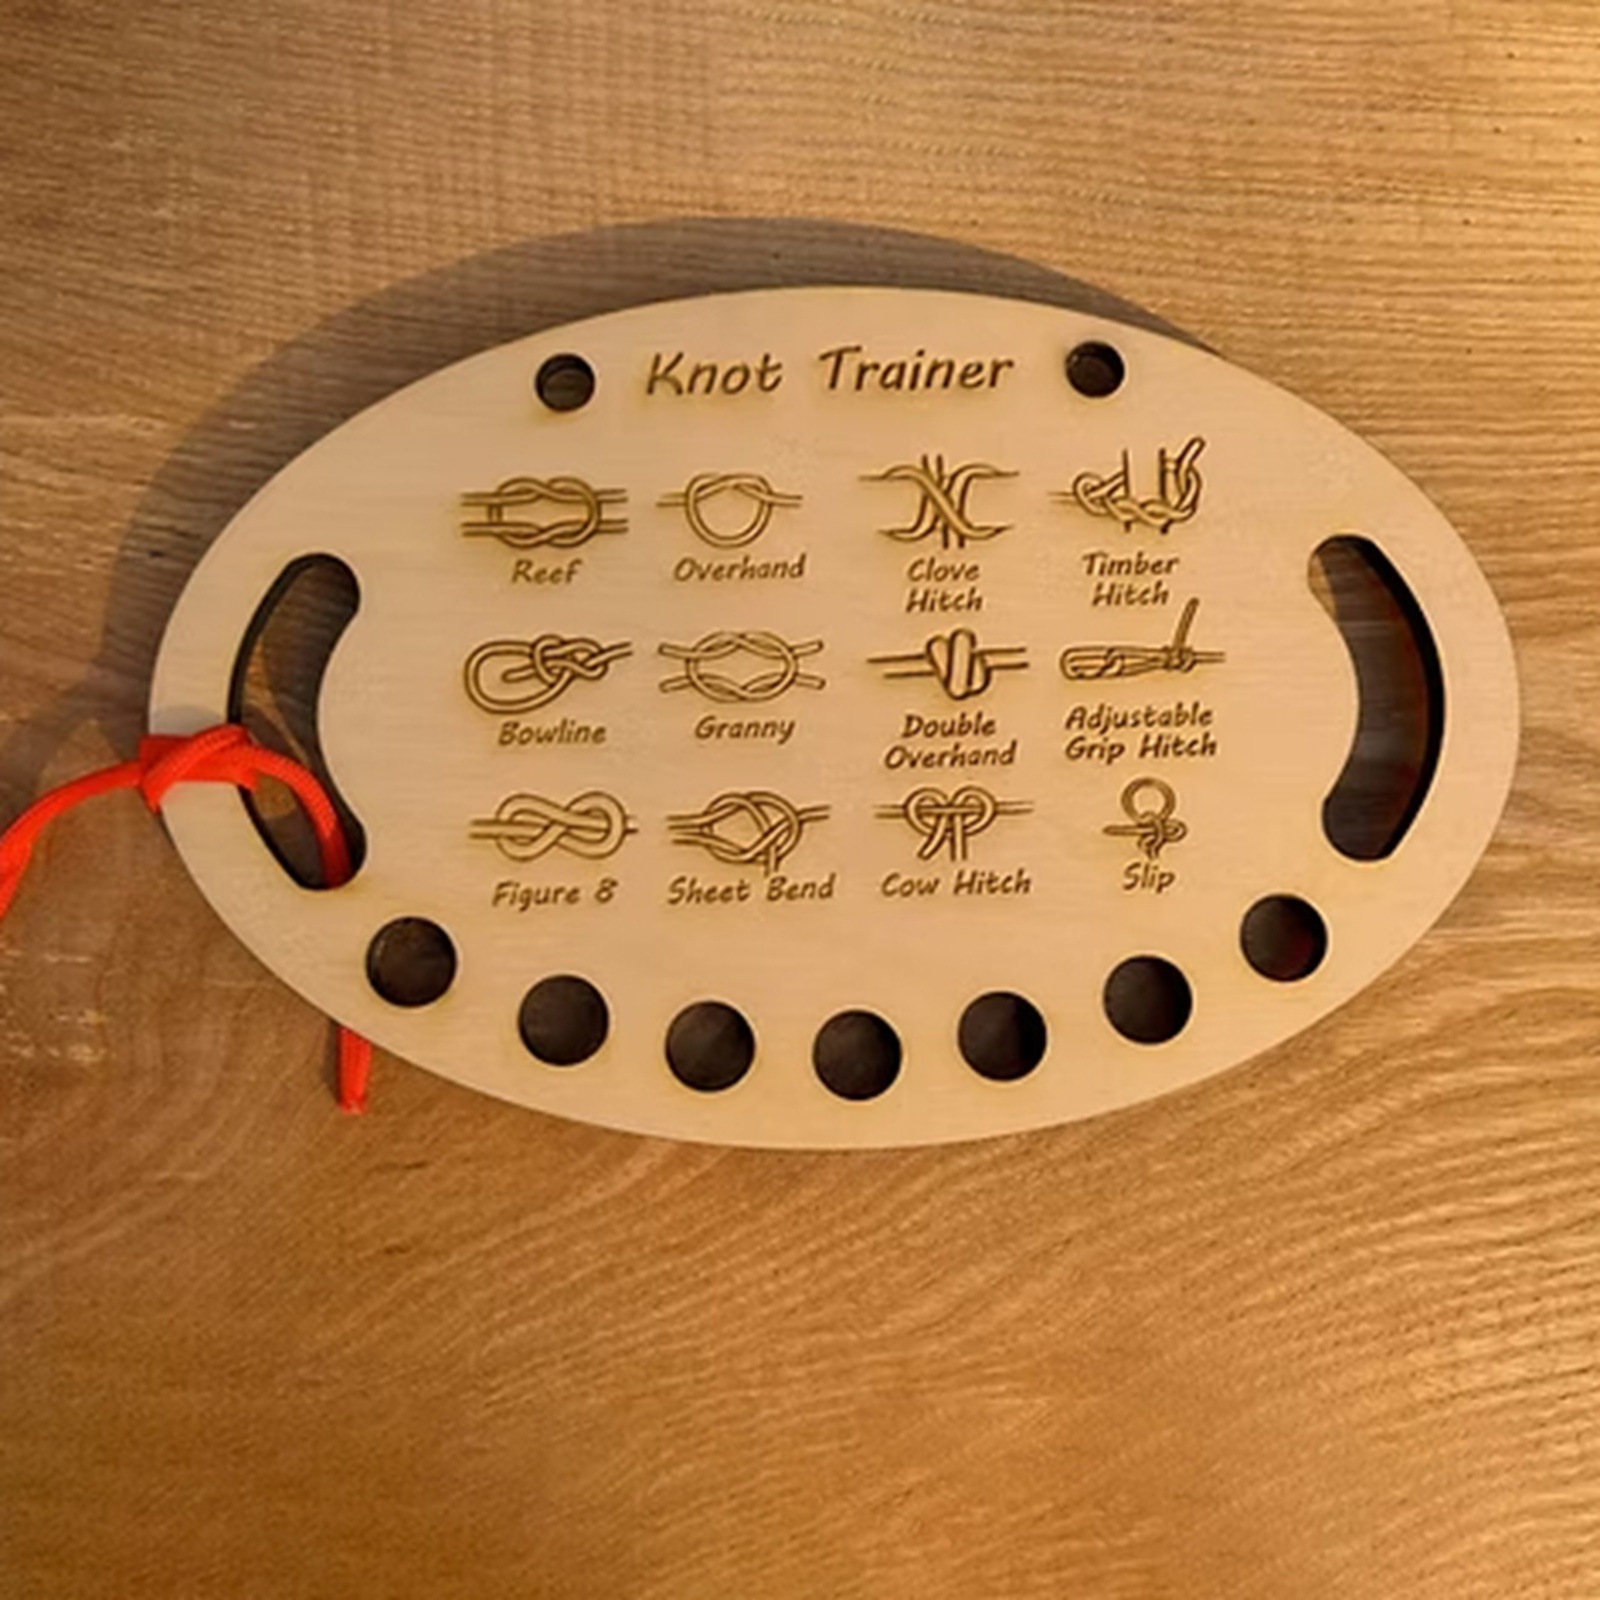 Knot Trainer
Reef
Overhand
Clove
Hitch
Timber
Hitch
Bowline
Granny
Double
Overhand
Adjustable
Grip Hitch
Figure 8
Sheet Bend
Cow Hitch
Slip